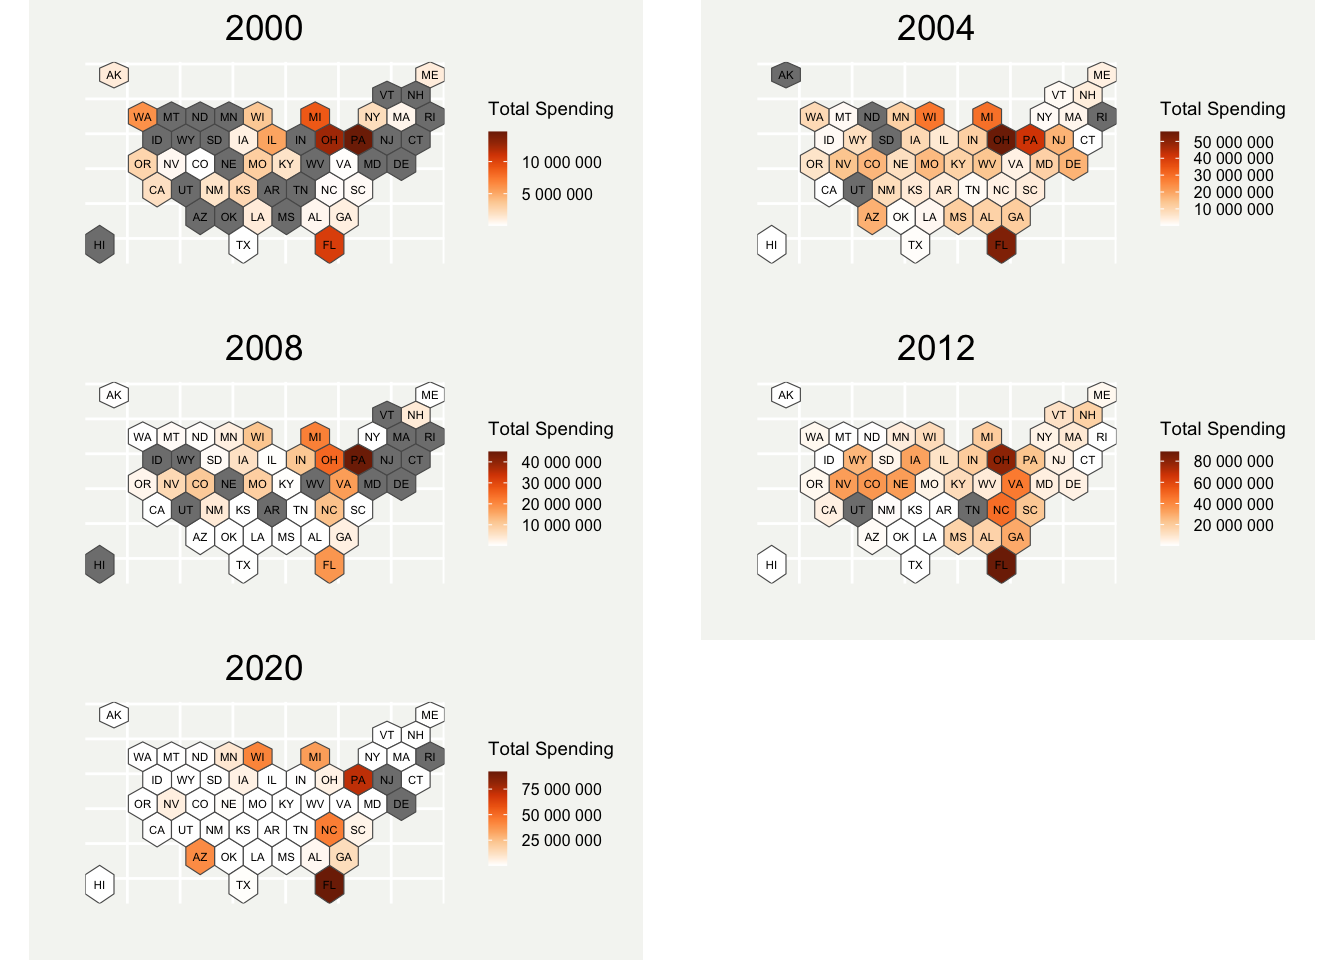 2000
AK ME
VT NH
WA MT ND MN WI MI NY MA RI
ID WY SD IA IL IN OH PA NJ CT
OR NV CO NE MO KY WV VA MD DE
CA UT NM KS AR TN NC SC
AZ OK LA MS AL GA
HI TX FL
Total Spending
10 000 000
5 000 000
2004
AK ME
VT NH
WA MT ND MN WI MI NY MA RI
ID WY SD IA IL IN OH PA NJ CT
OR NV CO NE MO KY WV VA MD DE
CA UT NM KS AR TN NC SC
AZ OK LA MS AL GA
HI TX FL
Total Spending
50 000 000
40 000 000
30 000 000
20 000 000
10 000 000
2008
AK ME
VT NH
WA MT ND MN WI MI NY MA RI
ID WY SD IA IL IN OH PA NJ CT
OR NV CO NE MO KY WV VA MD DE
CA UT NM KS AR TN NC SC
AZ OK LA MS AL GA
HI TX FL
Total Spending
40 000 000
30 000 000
20 000 000
10 000 000
2012
AK ME
VT NH
WA MT ND MN WI MI NY MA RI
ID WY SD IA IL IN OH PA NJ CT
OR NV CO NE MO KY WV VA MD DE
CA UT NM KS AR TN NC SC
AZ OK LA MS AL GA
HI TX FL
Total Spending
80 000 000
60 000 000
40 000 000
20 000 000
2020
AK ME
VT NH
WA MT ND MN WI MI NY MA RI
ID WY SD IA IL IN OH PA NJ CT
OR NV CO NE MO KY WV VA MD DE
CA UT NM KS AR TN NC SC
AZ OK LA MS AL GA
HI TX FL
Total Spending
75 000 000
50 000 000
25 000 000